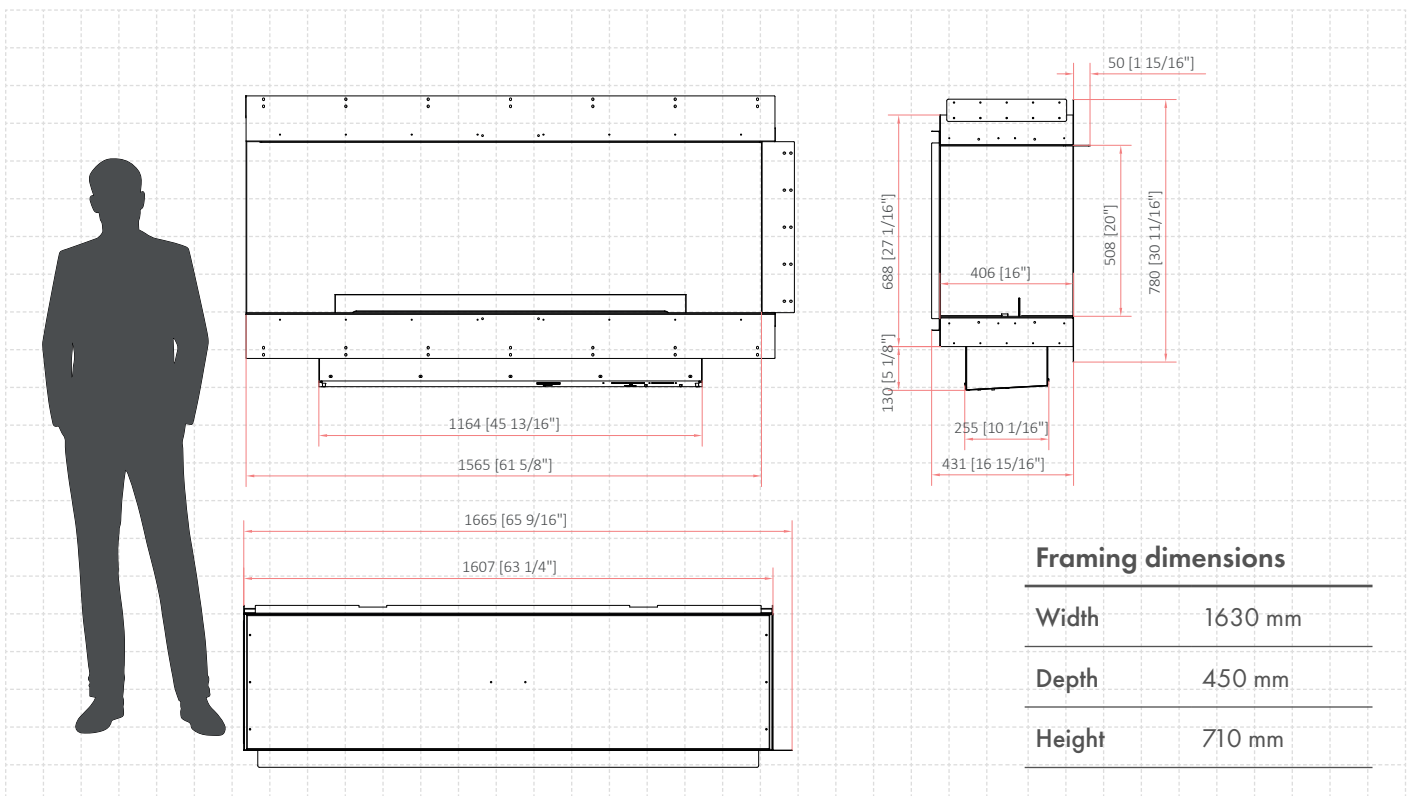 50 [1 15/16"]
688 [27 1/16"]
406 [16"]
508 [20"]
780 [30 11/16"]
130 [5 1/8"]
1164 [45 13/16"]
255 [10 1/16"]
1565 [61 5/8"]
431 [16 15/16"]
1665 [65 9/16"]
1607 [63 1/4"]
Framing dimensions
Width 1630 mm
Depth 450 mm
Height 710 mm